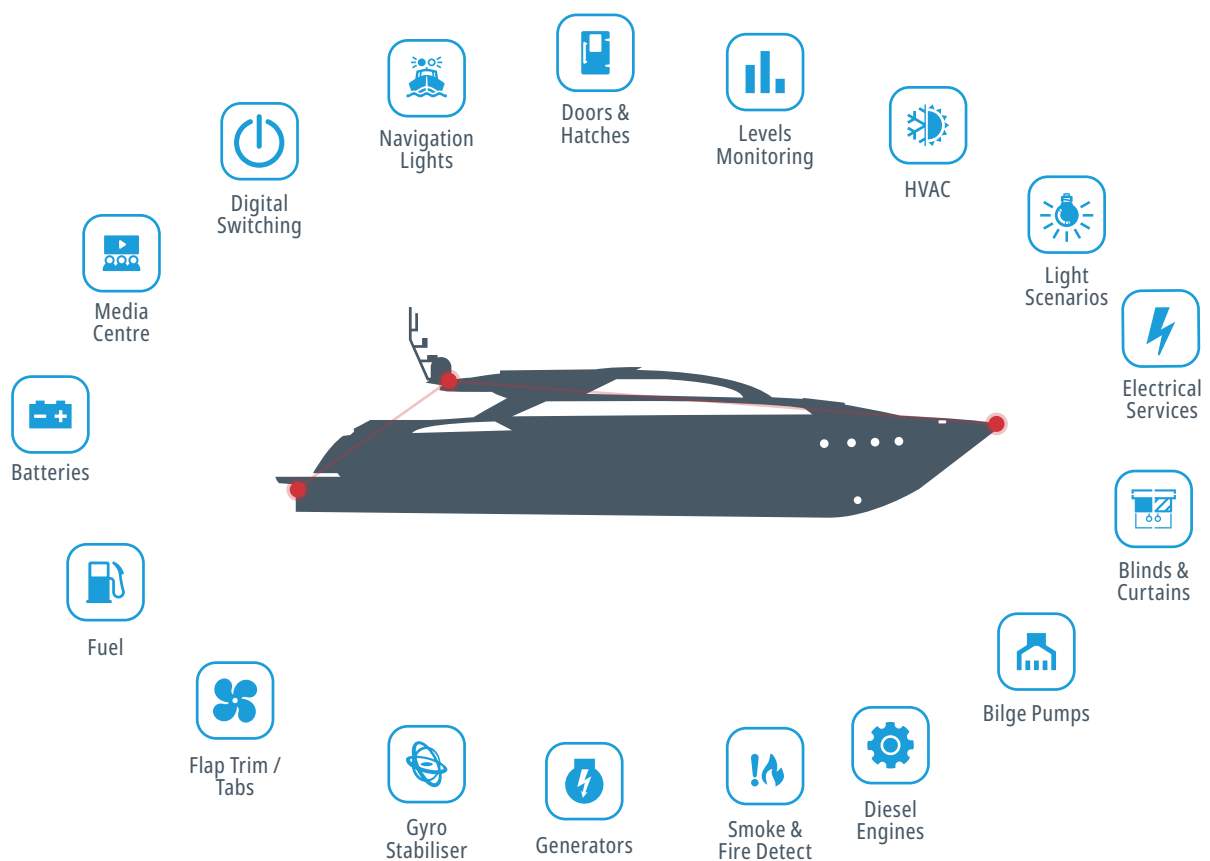 Doors &
Hatches
Navigation
Lights
Levels
Monitoring
HVAC
Digital
Switching
Light
Scenarios
Media
Centre
Electrical
Services
Batteries
Blinds &
Curtains
Fuel
Bilge Pumps
Flap Trim /
Tabs
Gyro
Stabiliser
Generators
Smoke &
Fire Detect
Diesel
Engines